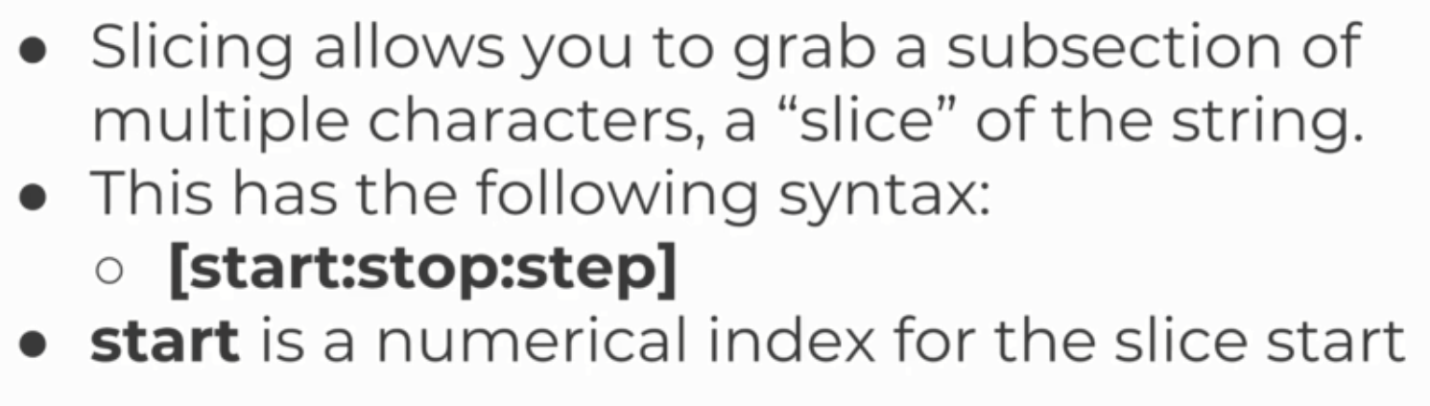 ● Slicing allows you to grab a subsection of
multiple characters, a “slice” of the string.
● This has the following syntax:
○ [start:stop:step]
● start is a numerical index for the slice start